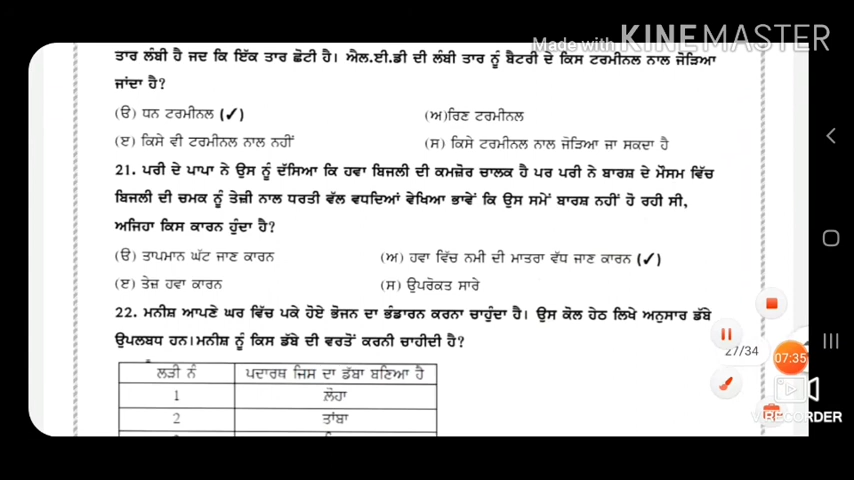 Made with KINEMASTER
ਤਾਰ ਲੰਬੀ ਹੈ ਜਦ ਕਿ ਇੱਕ ਤਾਰ ਛੋਟੀ ਹੈ। ਐਲ.ਈ.ਡੀ ਦੀ ਲੰਬੀ ਤਾਰ ਨੂੰ ਬੈਟਰੀ ਦੇ ਕਿਸ ਟਰਮੀਨਲ ਨਾਲ ਜੋੜਿਆ
ਜਾਂਦਾ ਹੈ?
(ੳ) ਧਨ ਟਰਮੀਨਲ (✓) (ਅ)ਰਿਣ ਟਰਮੀਨਲ
(ੲ) ਕਿਸੇ ਵੀ ਟਰਮੀਨਲ ਨਾਲ ਨਹੀਂ (ਸ) ਕਿਸੇ ਟਰਮੀਨਲ ਨਾਲ ਜੋੜਿਆ ਜਾ ਸਕਦਾ ਹੈ
21. ਪਰੀ ਦੇ ਪਾਪਾ ਨੇ ਉਸ ਨੂੰ ਦੱਸਿਆ ਕਿ ਹਵਾ ਬਿਜਲੀ ਦੀ ਕਮਜ਼ੋਰ ਚਾਲਕ ਹੈ ਪਰ ਪਰੀ ਨੇ ਬਾਰਸ਼ ਦੇ ਮੌਸਮ ਵਿੱਚ
ਬਿਜਲੀ ਦੀ ਚਮਕ ਨੂੰ ਤੇਜ਼ੀ ਨਾਲ ਧਰਤੀ ਵੱਲ ਵਧਦਿਆਂ ਵੇਖਿਆ ਭਾਵੇਂ ਕਿ ਉਸ ਸਮੇਂ ਬਾਰਸ਼ ਨਹੀਂ ਹੋ ਰਹੀ ਸੀ,
ਅਜਿਹਾ ਕਿਸ ਕਾਰਨ ਹੁੰਦਾ ਹੈ?
(ੳ) ਤਾਪਮਾਨ ਘੱਟ ਜਾਣ ਕਾਰਨ (ਅ) ਹਵਾ ਵਿੱਚ ਨਮੀ ਦੀ ਮਾਤਰਾ ਵੱਧ ਜਾਣ ਕਾਰਨ (✓)
(ੲ) ਤੇਜ਼ ਹਵਾ ਕਾਰਨ (ਸ) ਉਪਰੋਕਤ ਸਾਰੇ
22. ਮਨੀਸ਼ ਆਪਣੇ ਘਰ ਵਿੱਚ ਪਕੇ ਹੋਏ ਭੋਜਨ ਦਾ ਭੰਡਾਰਨ ਕਰਨਾ ਚਾਹੁੰਦਾ ਹੈ। ਉਸ ਕੋਲ ਹੇਠ ਲਿਖੇ ਅਨੁਸਾਰ ਡੱਬੇ
ਉਪਲਬਧ ਹਨ।ਮਨੀਸ਼ ਨੂੰ ਕਿਸ ਡੱਬੇ ਦੀ ਵਰਤੋਂ ਕਰਨੀ ਚਾਹੀਦੀ ਹੈ?
ਲੜੀ ਨੰ ਪਦਾਰਥ ਜਿਸ ਦਾ ਡੱਬਾ ਬਣਿਆ ਹੈ
1 ਲੋਹਾ
2 ਤਾਂਬਾ
27/34
07:35